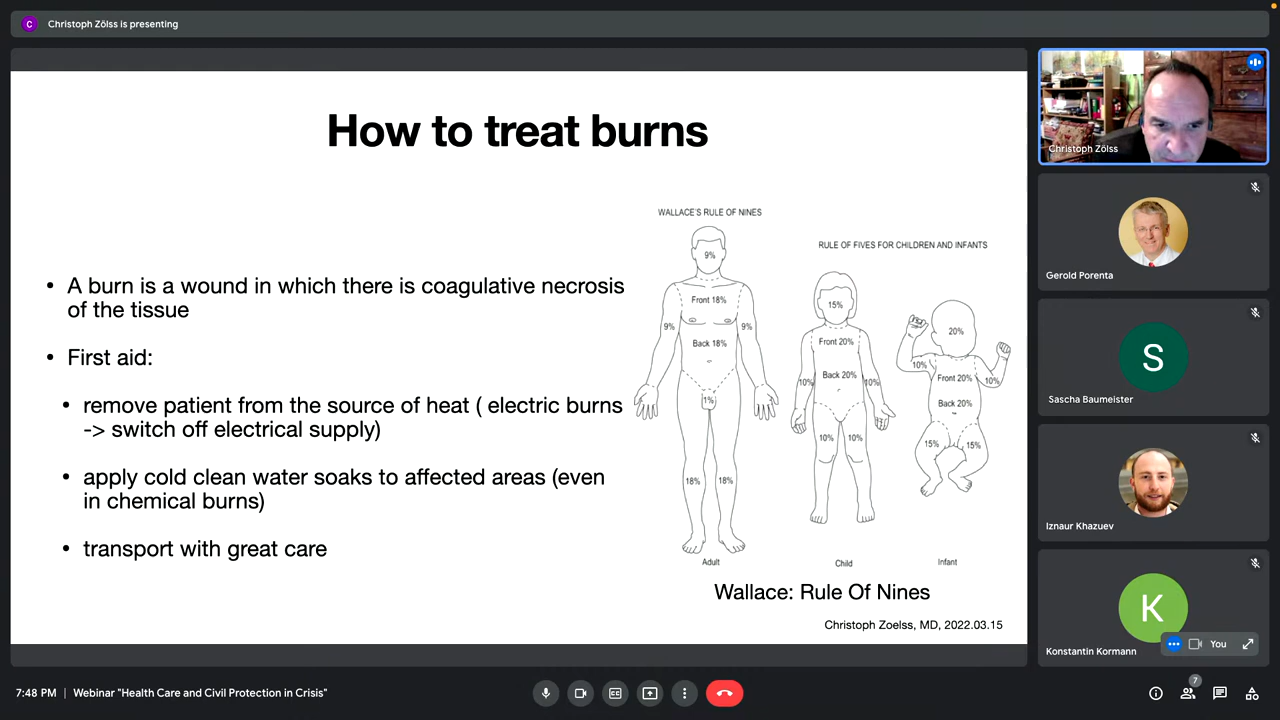 C Christoph Zölss is presenting
How to treat burns
• A burn is a wound in which there is coagulative necrosis
of the tissue
• First aid:
• remove patient from the source of heat ( electric burns
-> switch off electrical supply)
• apply cold clean water soaks to affected areas (even
in chemical burns)
• transport with great care
WALLACE'S RULE OF NINES
9%
Front 18%
9% 9%
Back 18%
1%
18% 18%
Adult
RULE OF FIVES FOR CHILDREN AND INFANTS
15%
Front 20%
Back 20%
10% 10%
10% 10%
Child
20%
10% 10%
Front 20%
Back 20%
15% 15%
Infant
Wallace: Rule Of Nines
Christoph Zoelss, MD, 2022.03.15
Christoph Zölss
Gerold Porenta
S
Sascha Baumeister
Iznaur Khazuev
K
Konstantin Kormann
You
7:48 PM | Webinar "Health Care and Civil Protection in Crisis"
7